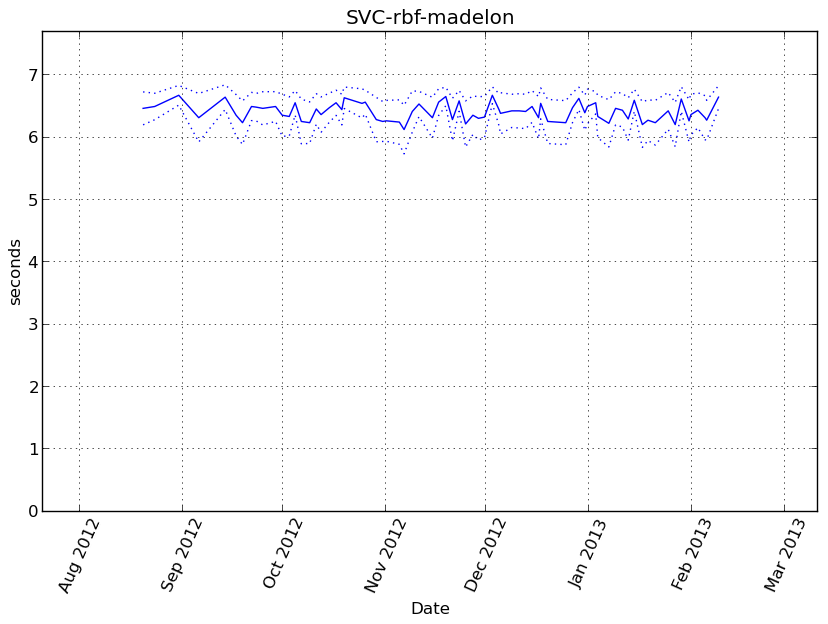 SVC-rbf-madelon
7
6
5
4
3
2
1
0
seconds
Aug 2012
Sep 2012
Oct 2012
Nov 2012
Dec 2012
Jan 2013
Feb 2013
Mar 2013
Date